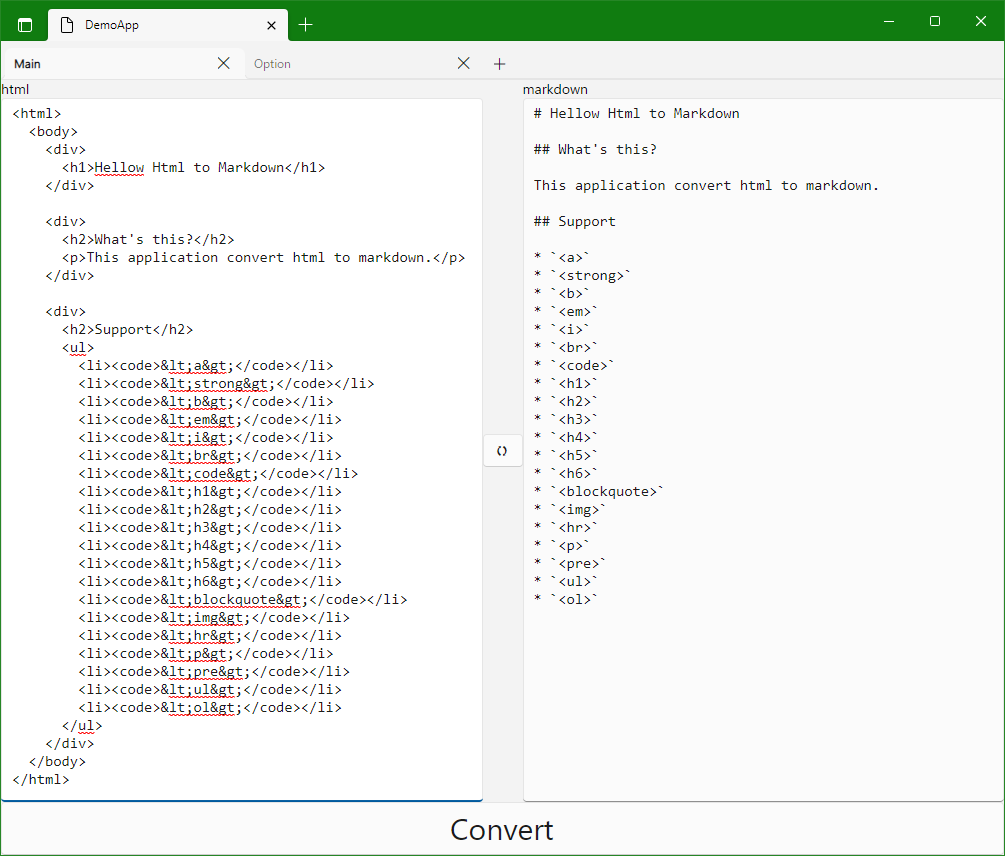 DemoApp
Main
Option
html
markdown
<html>
  <body>
    <div>
      <h1>Hellow Html to Markdown</h1>
    </div>

    <div>
      <h2>What's this?</h2>
      <p>This application convert html to markdown.</p>
    </div>

    <div>
      <h2>Support</h2>
      <ul>
        <li><code>&lt;a&gt;</code></li>
        <li><code>&lt;strong&gt;</code></li>
        <li><code>&lt;b&gt;</code></li>
        <li><code>&lt;em&gt;</code></li>
        <li><code>&lt;i&gt;</code></li>
        <li><code>&lt;br&gt;</code></li>
        <li><code>&lt;code&gt;</code></li>
        <li><code>&lt;h1&gt;</code></li>
        <li><code>&lt;h2&gt;</code></li>
        <li><code>&lt;h3&gt;</code></li>
        <li><code>&lt;h4&gt;</code></li>
        <li><code>&lt;h5&gt;</code></li>
        <li><code>&lt;h6&gt;</code></li>
        <li><code>&lt;blockquote&gt;</code></li>
        <li><code>&lt;img&gt;</code></li>
        <li><code>&lt;hr&gt;</code></li>
        <li><code>&lt;p&gt;</code></li>
        <li><code>&lt;pre&gt;</code></li>
        <li><code>&lt;ul&gt;</code></li>
        <li><code>&lt;ol&gt;</code></li>
      </ul>
    </div>
  </body>
</html>
# Hellow Html to Markdown

## What's this?

This application convert html to markdown.

## Support

* `<a>`
* `<strong>`
* `<b>`
* `<em>`
* `<i>`
* `<br>`
* `<code>`
* `<h1>`
* `<h2>`
* `<h3>`
* `<h4>`
* `<h5>`
* `<h6>`
* `<blockquote>`
* `<img>`
* `<hr>`
* `<p>`
* `<pre>`
* `<ul>`
* `<ol>`
Convert